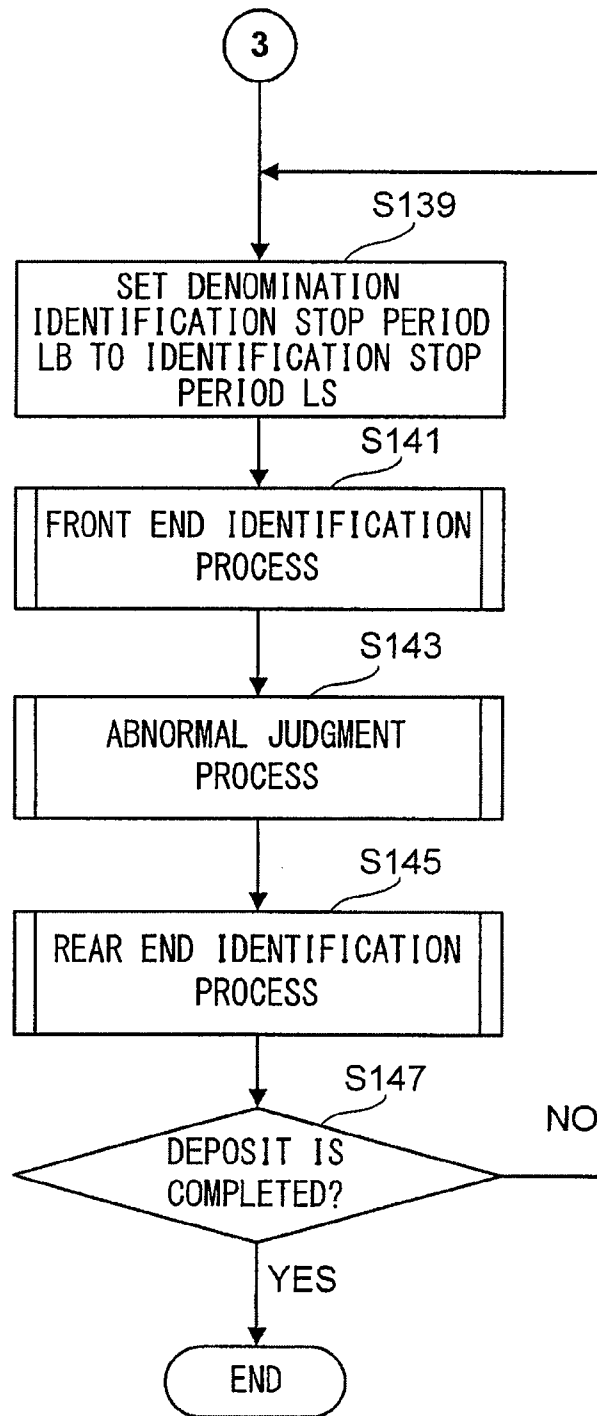 3
S139
SET DENOMINATION
IDENTIFICATION STOP PERIOD
LB TO IDENTIFICATION STOP
PERIOD LS
S141
FRONT END IDENTIFICATION
PROCESS
S143
ABNORMAL JUDGMENT
PROCESS
S145
REAR END IDENTIFICATION
PROCESS
S147
NO
DEPOSIT IS
COMPLETED?
YES
END